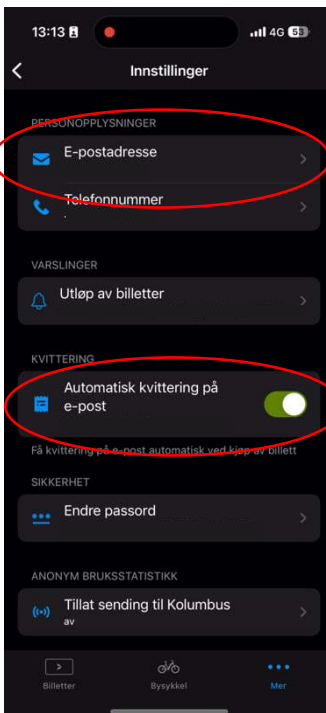 13:13 4G 53
Innstillinger
PERSONOPPLYSNINGER
E-postadresse
Telefonnummer
VARSLINGER
Utløp av billetter
KVITTERING
Automatisk kvittering på
e-post
Få kvittering på e-post automatisk ved kjøp av billett
SIKKERHET
Endre passord
ANONYM BRUKSSTATISTIKK
Tillat sending til Kolumbus
av
Billetter Bysykkel Mer